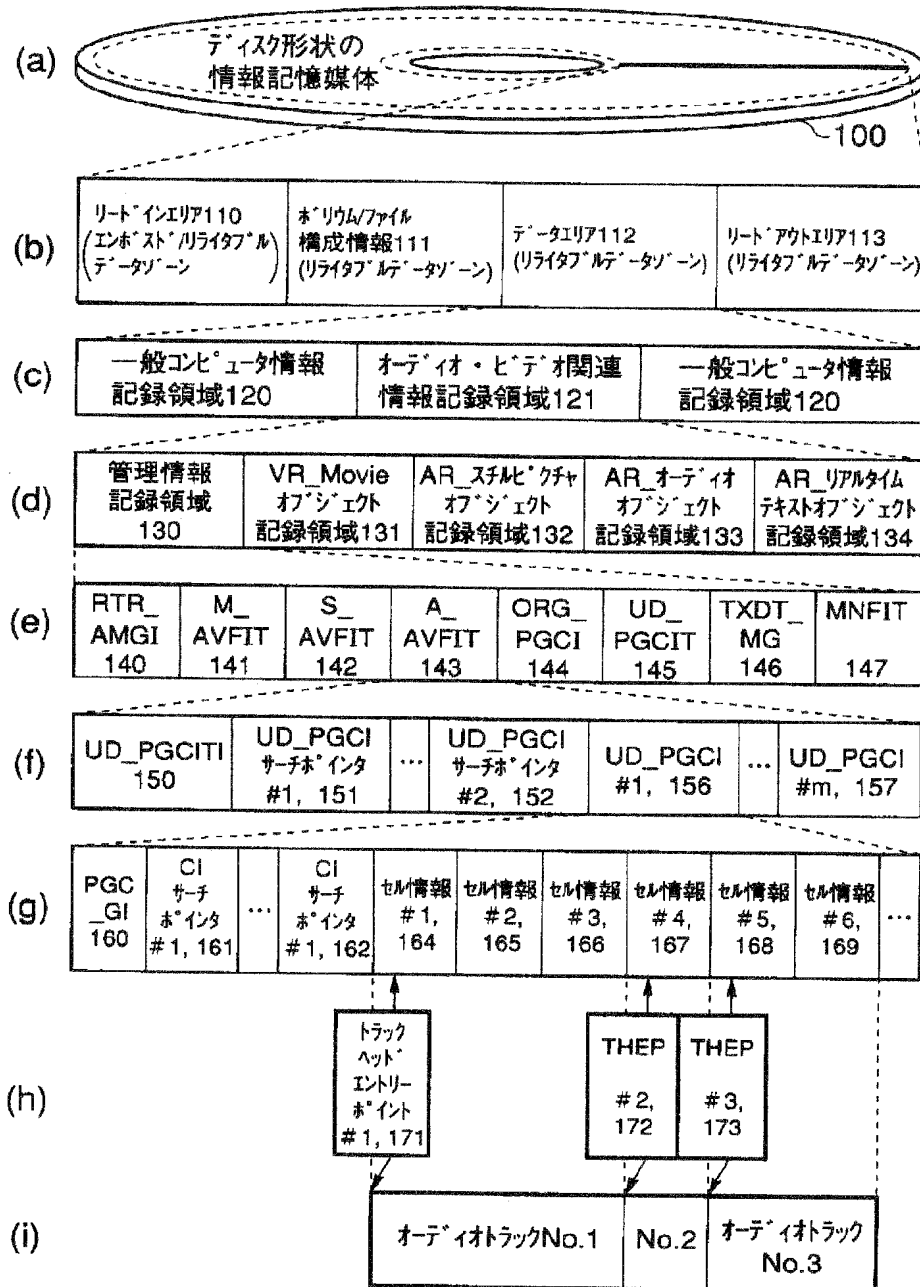 (a)
ディスク形状の
情報記憶媒体
100
(b)
リードインエリア110
(エンボスド/リライタブル
データゾーン)
ボリウム/ファイル
構成情報111
(リライタブルデータゾーン)
データエリア112
(リライタブルデータゾーン)
リードアウトエリア113
(リライタブルデータゾーン)
(c)
一般コンピュータ情報
記録領域120
オーディオ・ビデオ関連
情報記録領域121
一般コンピュータ情報
記録領域120
(d)
管理情報
記録領域
130
VR_Movie
オブジェクト
記録領域131
AR_スチルピクチャ
オブジェクト
記録領域132
AR_オーディオ
オブジェクト
記録領域133
AR_リアルタイム
テキストオブジェクト
記録領域134
(e)
RTR_
AMGI
140
M_
AVFIT
141
S_
AVFIT
142
A_
AVFIT
143
ORG_
PGCI
144
UD_
PGCIT
145
TXDT_
MG
146
MNFIT
147
(f)
UD_PGCITI
150
UD_PGCI
サーチポインタ
#1, 151
…
UD_PGCI
サーチポインタ
#2, 152
UD_PGCI
#1, 156
…
UD_PGCI
#m, 157
(g)
PGC
_GI
160
CI
サーチ
ポインタ
#1, 161
…
CI
サーチ
ポインタ
#1, 162
セル情報
#1,
164
セル情報
#2,
165
セル情報
#3,
166
セル情報
#4,
167
セル情報
#5,
168
セル情報
#6,
169
…
(h)
トラック
ヘッド
エントリー
ポイント
#1, 171
THEP
#2,
172
THEP
#3,
173
(i)
オーディオトラックNo.1
No.2
オーディオトラック
No.3